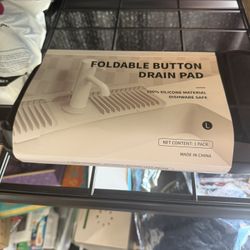 FOLDABLE BUTTON
DRAIN PAD
100% SILICONE MATERIAL
DISHWARE SAFE
L
NET CONTENT: 1 PACK
MADE IN CHINA